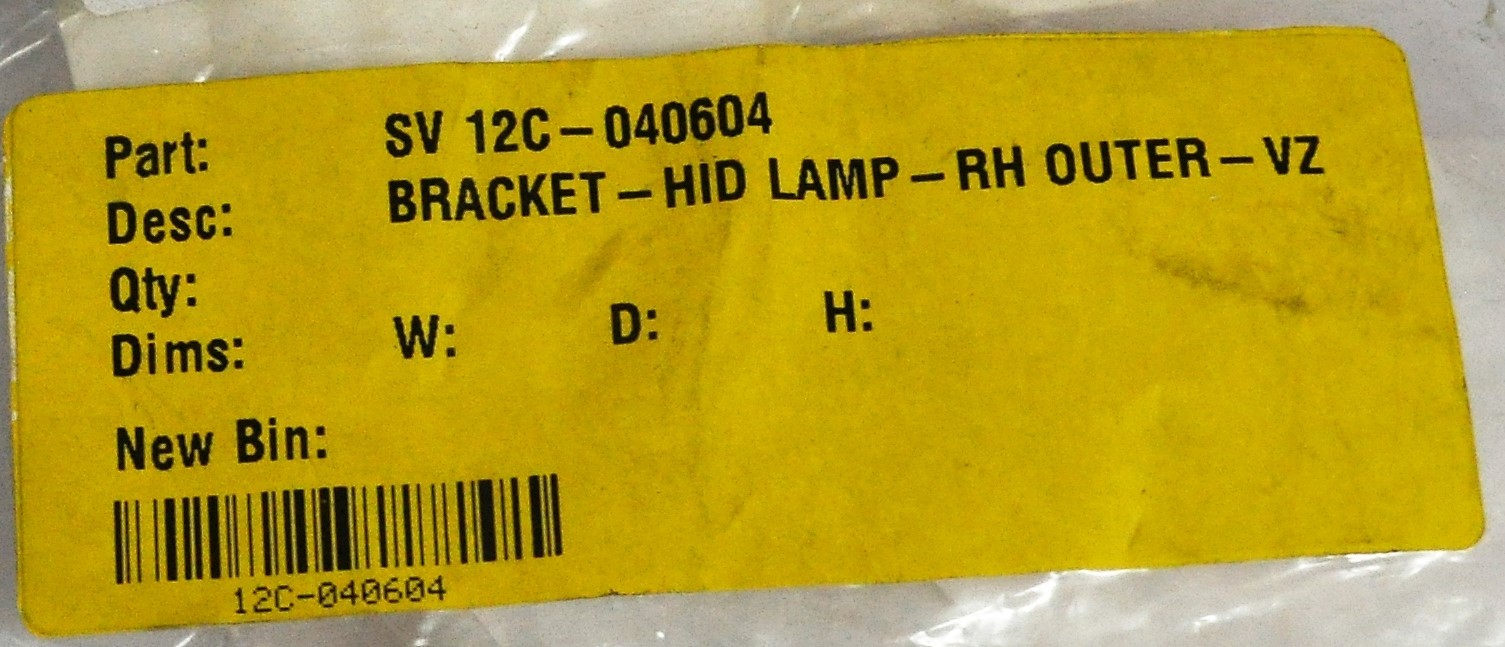 Part: SV 12C-040604
Desc: BRACKET-HID LAMP-RH OUTER-VZ
Qty:
Dims: W: D: H:
New Bin:
12C-040604